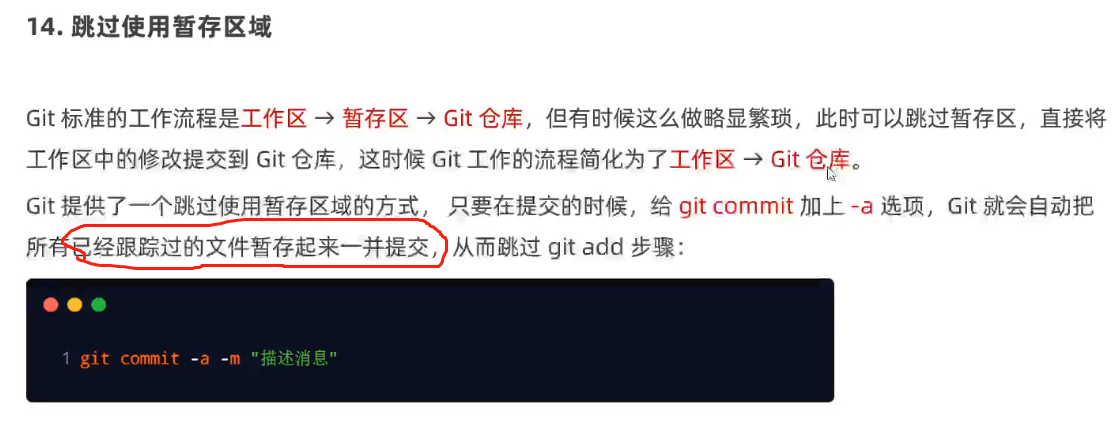 14. 跳过使用暂存区域
Git 标准的工作流程是工作区 → 暂存区 → Git 仓库，但有时候这么做略显繁琐，此时可以跳过暂存区，直接将
工作区中的修改提交到 Git 仓库，这时候 Git 工作的流程简化为了工作区 → Git 仓库。
Git 提供了一个跳过使用暂存区域的方式， 只要在提交的时候，给 git commit 加上 -a 选项，Git 就会自动把
所有已经跟踪过的文件暂存起来一并提交，从而跳过 git add 步骤：
1 git commit -a -m "描述消息"